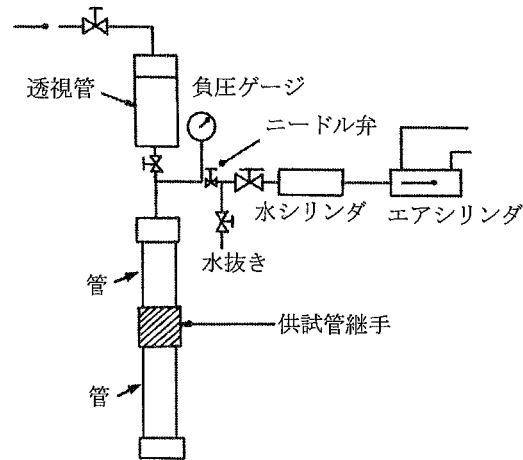 透視管
負圧ゲージ
ニードル弁
水シリンダ
エアシリンダ
水抜き
管
供試管継手
管